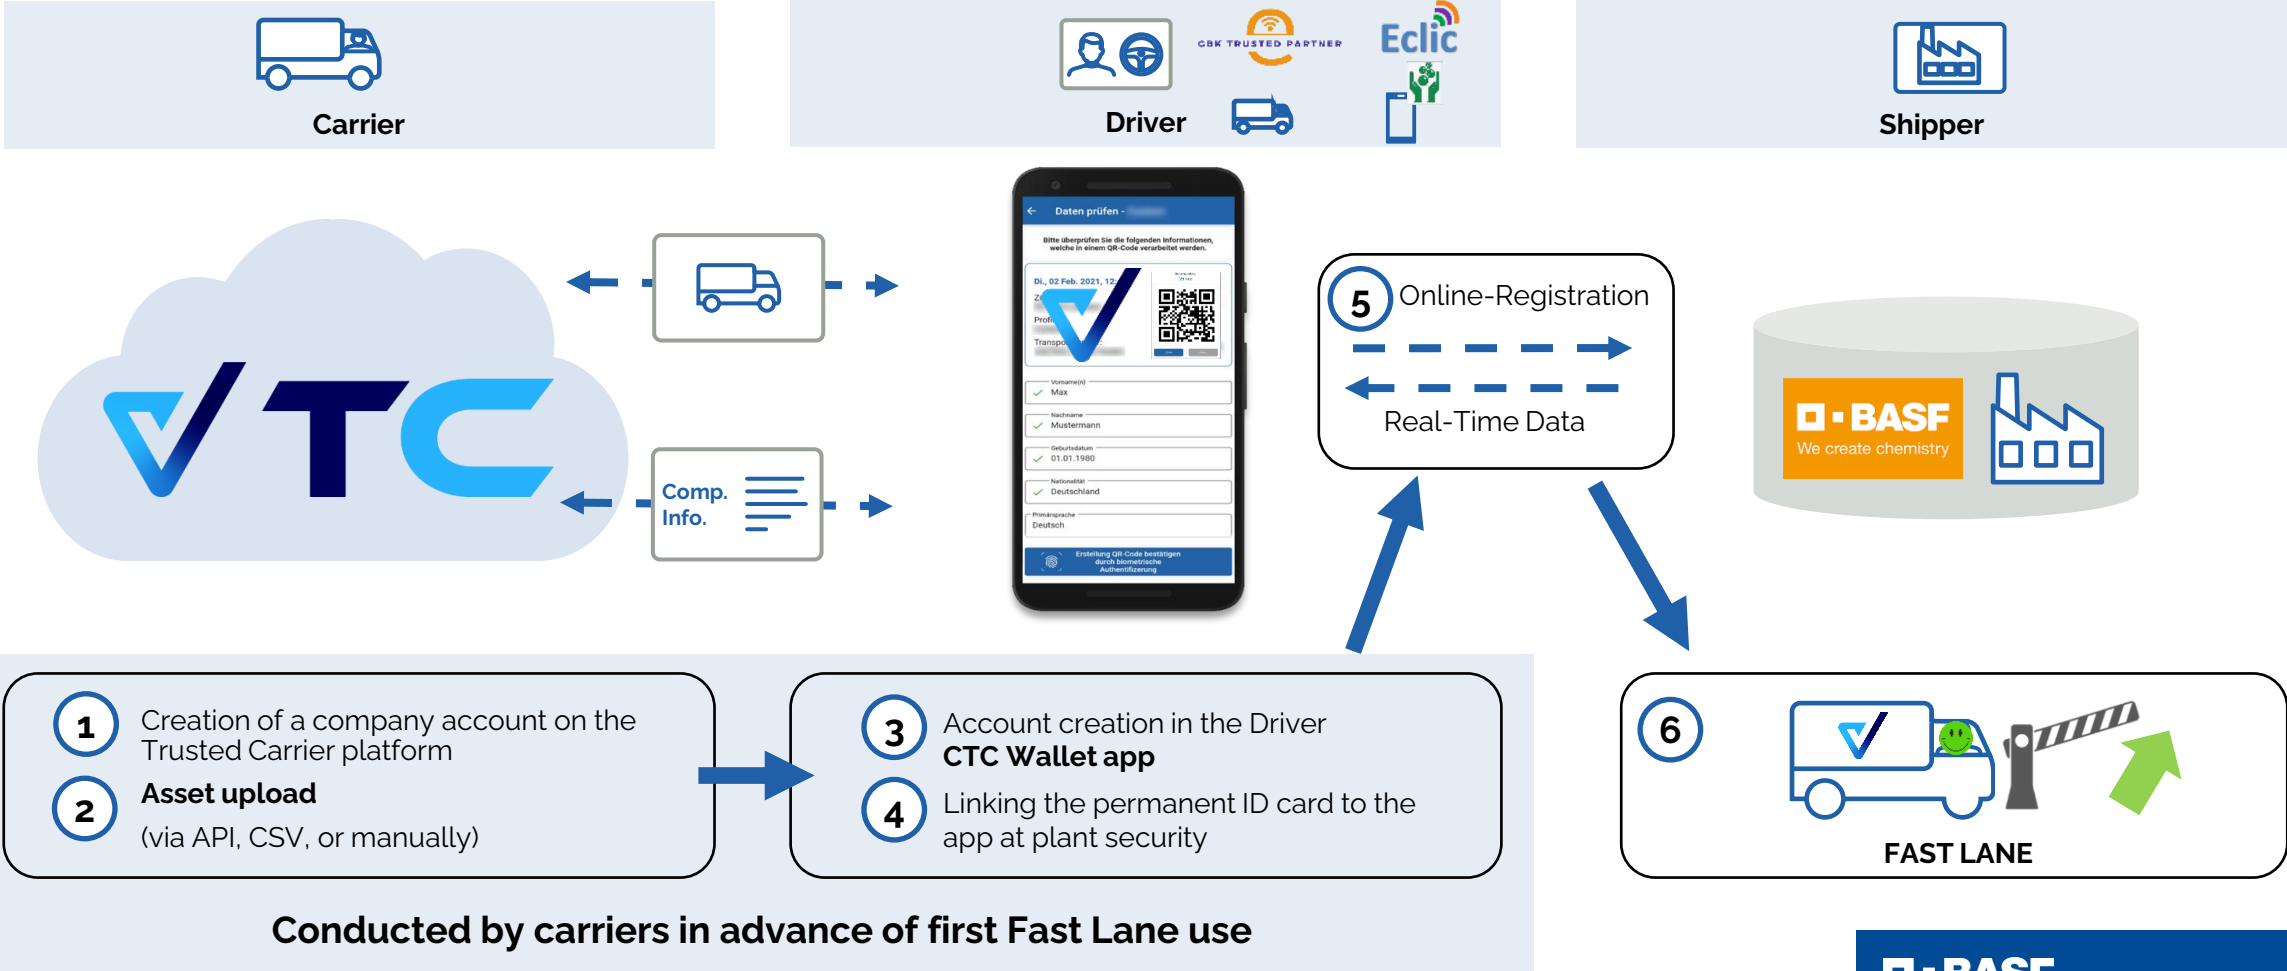 Carrier
CBK TRUSTED PARTNER
Eclic
Driver
Shipper
Daten prüfen -
Bitte überprüfen Sie die folgenden Informationen,
welche in einem QR-Code verarbeitet werden.
Di., 02 Feb. 2021, 12:
Vorname(n)
Max
Nachname
Mustermann
Geburtsdatum
01.01.1980
Nationalität
Deutschland
Primärsprache
Deutsch
Erstellung QR-Code bestätigen
durch biometrische
Authentifizerung
TC
Comp.
Info.
5 Online-Registration
Real-Time Data
BASF
We create chemistry
1 Creation of a company account on the
Trusted Carrier platform
2 Asset upload
(via API, CSV, or manually)
3 Account creation in the Driver
CTC Wallet app
4 Linking the permanent ID card to the
app at plant security
6
FAST LANE
Conducted by carriers in advance of first Fast Lane use
BASF